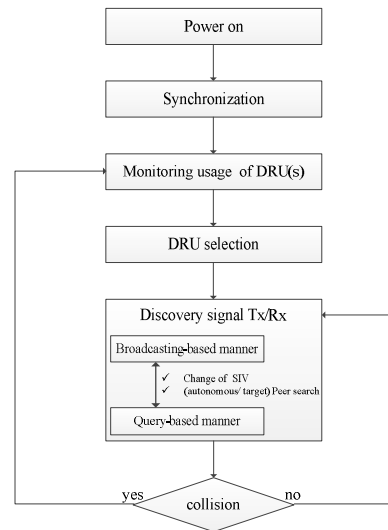 Power on
Synchronization
Monitoring usage of DRU(s)
DRU selection
Discovery signal Tx/Rx
Broadcasting-based manner
✓ Change of SIV
✓ (autonomous/ target) Peer search
Query-based manner
yes
collision
no